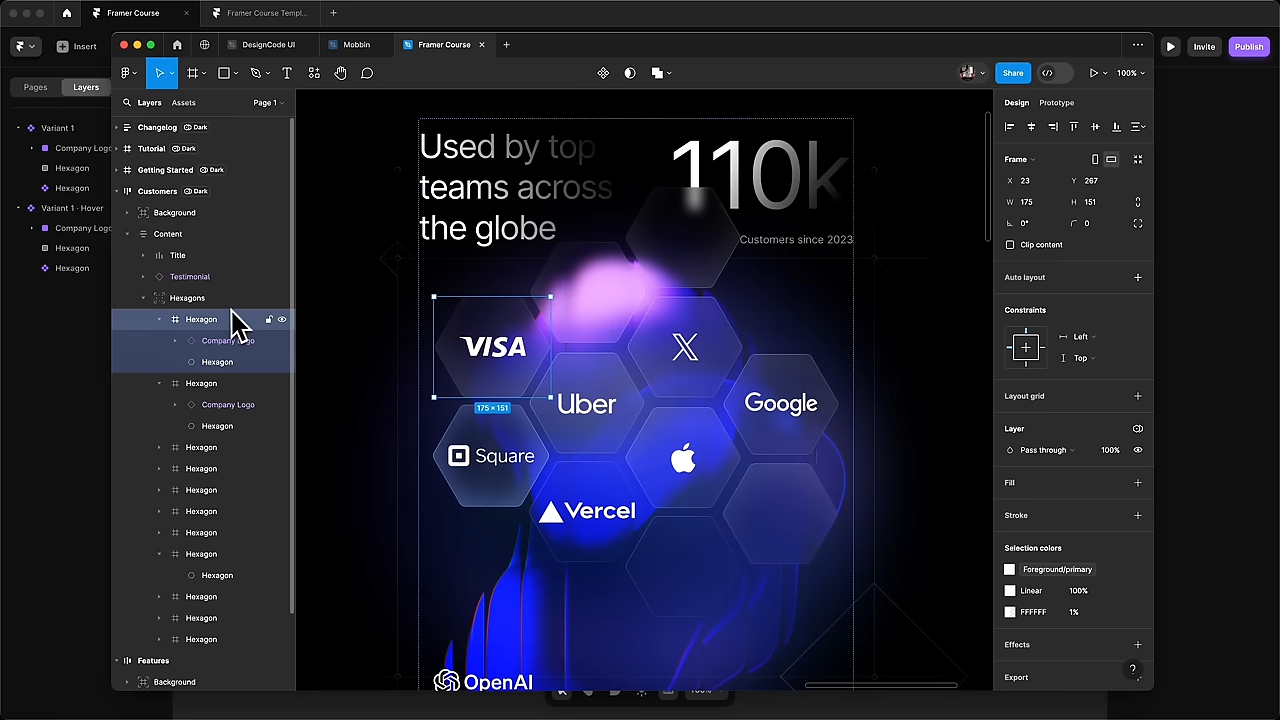 Framer Course
Framer Course Templ...
Insert
Invite
Publish
Pages
Layers
Variant 1
Company Logo
Hexagon
Hexagon
Variant 1 · Hover
Company Logo
Hexagon
Hexagon
DesignCode UI
Mobbin
Framer Course
Share
100%
Layers
Assets
Page 1
Changelog
Dark
Tutorial
Dark
Getting Started
Dark
Customers
Dark
Background
Content
Title
Testimonial
Hexagons
Hexagon
Company Logo
Hexagon
Hexagon
Company Logo
Hexagon
Hexagon
Hexagon
Hexagon
Hexagon
Hexagon
Hexagon
Hexagon
Hexagon
Hexagon
Hexagon
Features
Background
Used by top
teams across
the globe
110k
Customers since 2023
VISA
175 × 151
Uber
Google
Square
Vercel
OpenAI
Design
Prototype
Frame
X 23
Y 267
W 175
H 151
0°
0
Clip content
Auto layout
Constraints
Left
Top
Layout grid
Layer
Pass through
100%
Fill
Stroke
Selection colors
Foreground/primary
Linear
100%
FFFFFF
1%
Effects
Export
?